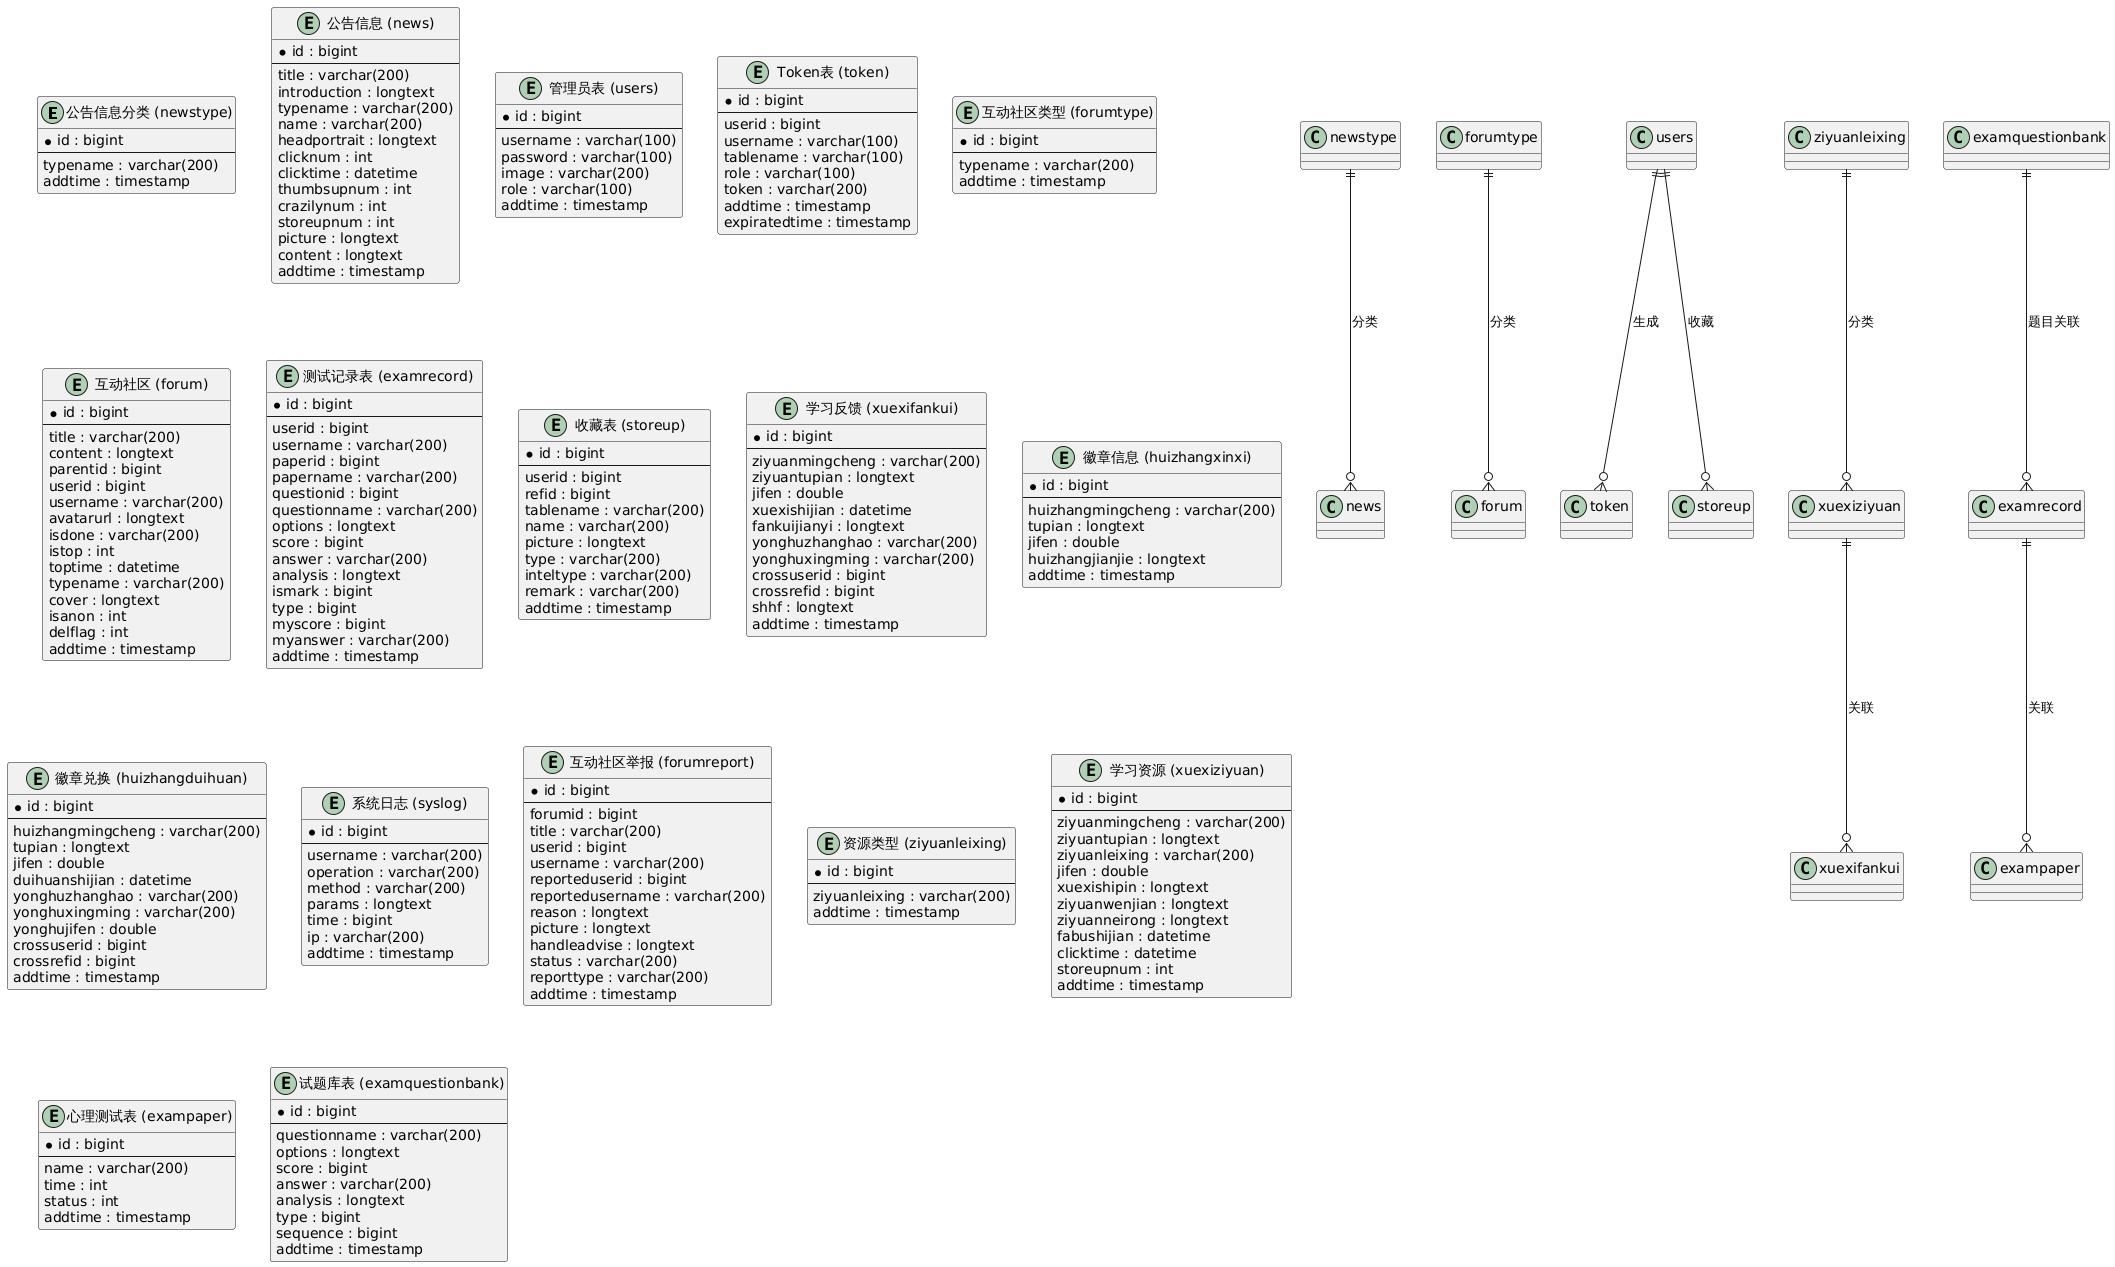 E 公告信息分类 (newstype)
id : bigint
typename : varchar(200)
addtime : timestamp
E 公告信息 (news)
id : bigint
title : varchar(200)
introduction : longtext
typename : varchar(200)
name : varchar(200)
headportrait : longtext
clicknum : int
clicktime : datetime
thumbsupnum : int
crazilynum : int
storeupnum : int
picture : longtext
content : longtext
addtime : timestamp
E 管理员表 (users)
id : bigint
username : varchar(100)
password : varchar(100)
image : varchar(200)
role : varchar(100)
addtime : timestamp
E Token表 (token)
id : bigint
userid : bigint
username : varchar(100)
tablename : varchar(100)
role : varchar(100)
token : varchar(200)
addtime : timestamp
expiratedtime : timestamp
E 互动社区类型 (forumtype)
id : bigint
typename : varchar(200)
addtime : timestamp
C newstype
C forumtype
C users
C ziyuanleixing
C examquestionbank
分类
分类
生成
收藏
分类
题目关联
E 互动社区 (forum)
id : bigint
title : varchar(200)
content : longtext
parentid : bigint
userid : bigint
username : varchar(200)
avatarurl : longtext
isdone : varchar(200)
istop : int
toptime : datetime
typename : varchar(200)
cover : longtext
isanon : int
delflag : int
addtime : timestamp
E 测试记录表 (examrecord)
id : bigint
userid : bigint
username : varchar(200)
paperid : bigint
papername : varchar(200)
questionid : bigint
questionname : varchar(200)
options : longtext
score : bigint
answer : varchar(200)
analysis : longtext
ismark : bigint
type : bigint
myscore : bigint
myanswer : varchar(200)
addtime : timestamp
E 收藏表 (storeup)
id : bigint
userid : bigint
refid : bigint
tablename : varchar(200)
name : varchar(200)
picture : longtext
type : varchar(200)
inteltype : varchar(200)
remark : varchar(200)
addtime : timestamp
E 学习反馈 (xuexifankui)
id : bigint
ziyuanmingcheng : varchar(200)
ziyuantupian : longtext
jifen : double
xuexishijian : datetime
fankuijianyi : longtext
yonghuzhanghao : varchar(200)
yonghuxingming : varchar(200)
crossuserid : bigint
crossrefid : bigint
shhf : longtext
addtime : timestamp
E 徽章信息 (huizhangxinxi)
id : bigint
huizhangmingcheng : varchar(200)
tupian : longtext
jifen : double
huizhangjianjie : longtext
addtime : timestamp
C news
C forum
C token
C storeup
C xuexiziyuan
C examrecord
关联
关联
E 徽章兑换 (huizhangduihuan)
id : bigint
huizhangmingcheng : varchar(200)
tupian : longtext
jifen : double
duihuanshijian : datetime
yonghuzhanghao : varchar(200)
yonghuxingming : varchar(200)
yonghujifen : double
crossuserid : bigint
crossrefid : bigint
addtime : timestamp
E 系统日志 (syslog)
id : bigint
username : varchar(200)
operation : varchar(200)
method : varchar(200)
params : longtext
time : bigint
ip : varchar(200)
addtime : timestamp
E 互动社区举报 (forumreport)
id : bigint
forumid : bigint
title : varchar(200)
userid : bigint
username : varchar(200)
reporteduserid : bigint
reportedusername : varchar(200)
reason : longtext
picture : longtext
handleadvise : longtext
status : varchar(200)
reporttype : varchar(200)
addtime : timestamp
E 资源类型 (ziyuanleixing)
id : bigint
ziyuanleixing : varchar(200)
addtime : timestamp
E 学习资源 (xuexiziyuan)
id : bigint
ziyuanmingcheng : varchar(200)
ziyuantupian : longtext
ziyuanleixing : varchar(200)
jifen : double
xuexishipin : longtext
ziyuanwenjian : longtext
ziyuanneirong : longtext
fabushijian : datetime
clicktime : datetime
storeupnum : int
addtime : timestamp
C xuexifankui
C exampaper
E 心理测试表 (exampaper)
id : bigint
name : varchar(200)
time : int
status : int
addtime : timestamp
E 试题库表 (examquestionbank)
id : bigint
questionname : varchar(200)
options : longtext
score : bigint
answer : varchar(200)
analysis : longtext
type : bigint
sequence : bigint
addtime : timestamp